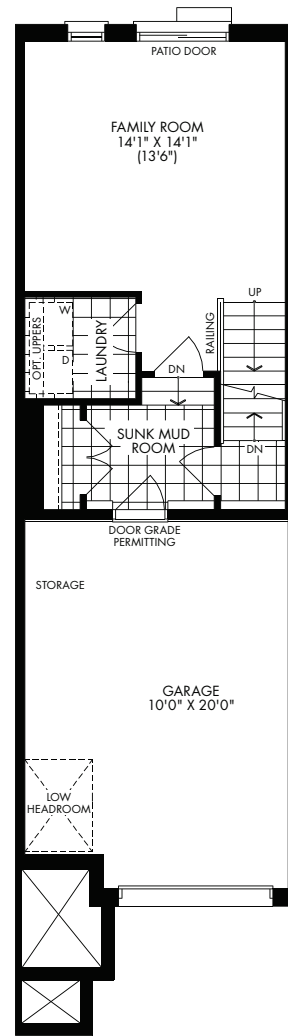 PATIO DOOR
FAMILY ROOM
14'1" X 14'1"
(13'6")
UP
W
OPT. UPPERS
D
LAUNDRY
RAILING
DN
SUNK MUD
ROOM
DN
DOOR GRADE
PERMITTING
STORAGE
GARAGE
10'0" X 20'0"
LOW
HEADROOM